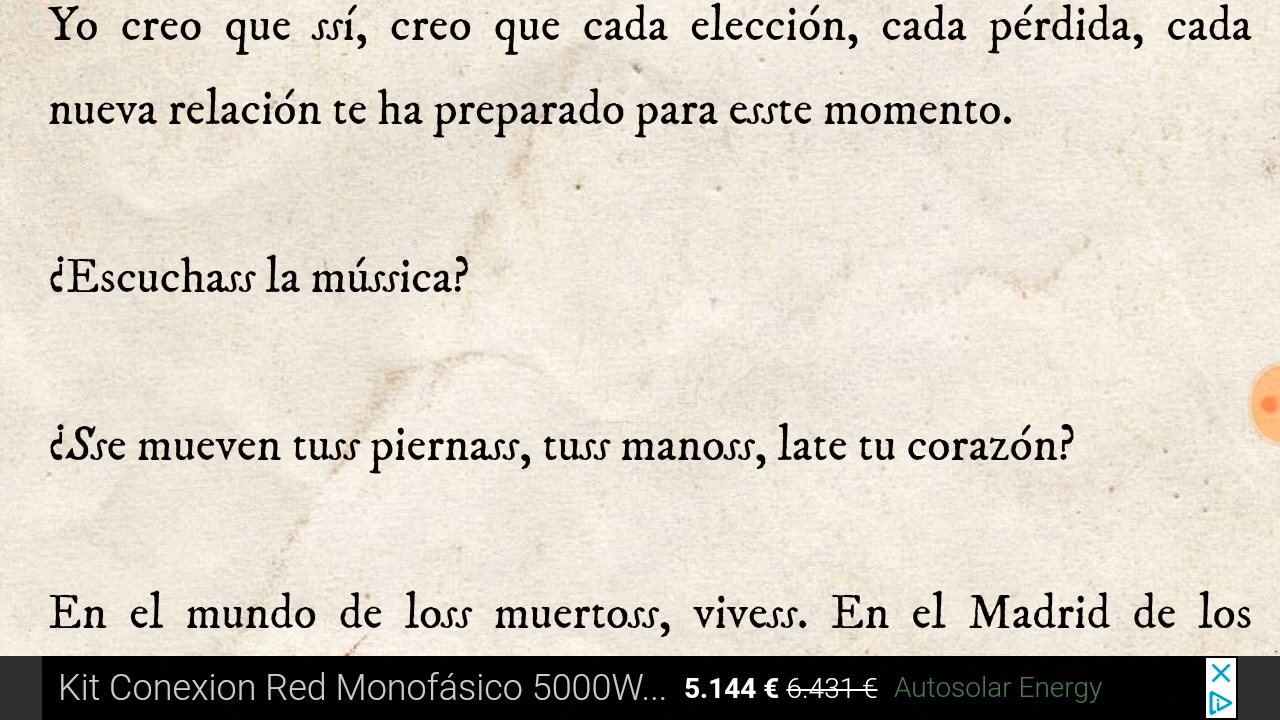 Yo creo que ssí, creo que cada elección, cada pérdida, cada
nueva relación te ha preparado para esste momento.
¿Escuchass la mússica?
¿Sse mueven tuss piernass, tuss manoss, late tu corazón?
En el mundo de loss muertoss, vivess. En el Madrid de los
Kit Conexion Red Monofásico 5000W... 5.144 € 6.431 € Autosolar Energy